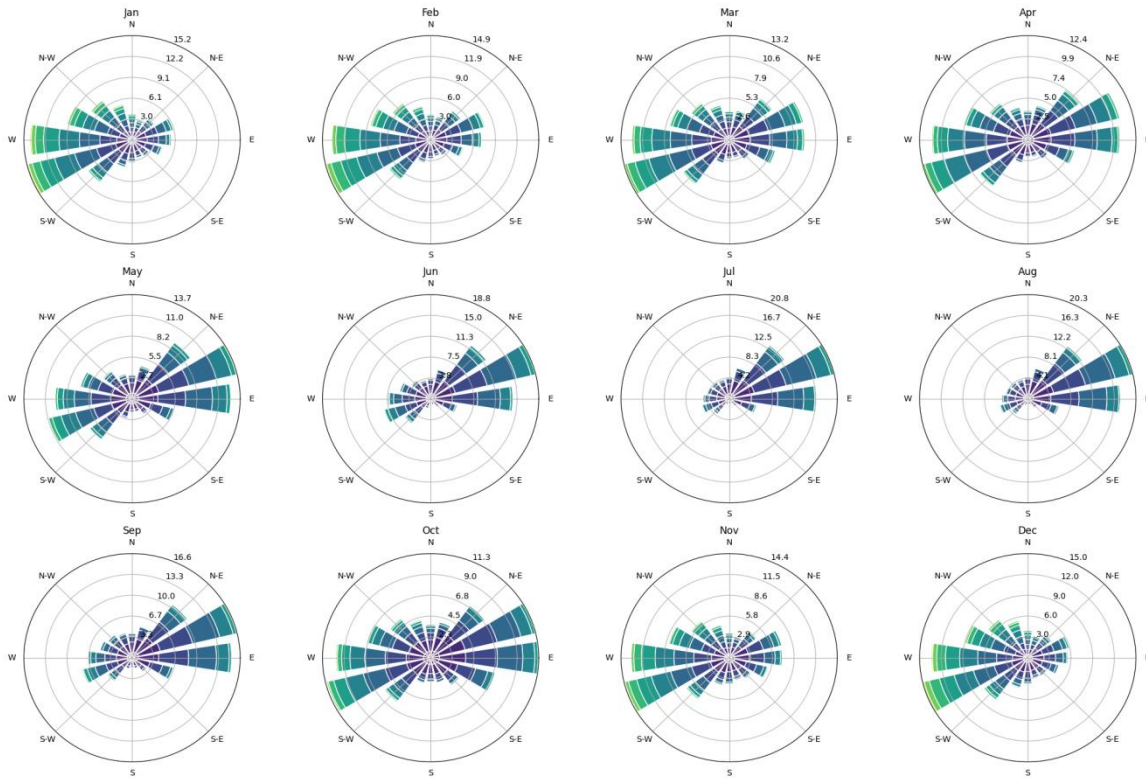 Jan
N
15.2
N-W
12.2
N-E
9.1
6.1
3.0
W
E
S-W
S-E
S
Feb
N
14.9
N-W
11.9
N-E
9.0
6.0
3.0
W
E
S-W
S-E
S
Mar
N
13.2
N-W
10.6
N-E
7.9
5.3
2.6
W
E
S-W
S-E
S
Apr
N
12.4
N-W
9.9
N-E
7.4
5.0
W
S-W
S-E
S
May
N
13.7
N-W
11.0
N-E
8.2
5.5
W
E
S-W
S-E
S
Jun
N
18.8
N-W
15.0
N-E
11.3
7.5
W
E
S-W
S-E
S
Jul
N
20.8
N-W
16.7
N-E
12.5
8.3
W
E
S-W
S-E
S
Aug
N
20.3
N-W
16.3
N-E
12.2
8.1
W
S-W
S-E
S
Sep
N
16.6
N-W
13.3
N-E
10.0
6.7
W
E
S-W
S-E
S
Oct
N
11.3
N-W
9.0
N-E
6.8
4.5
W
E
S-W
S-E
S
Nov
N
14.4
N-W
11.5
N-E
8.6
5.8
2.9
W
E
S-W
S-E
S
Dec
N
15.0
N-W
12.0
N-E
9.0
6.0
3.0
W
S-W
S-E
S